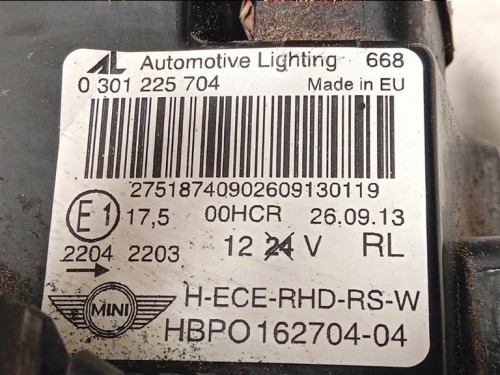 AL Automotive Lighting 668
0 301 225 704 Made in EU
27518740902609130119
E1 17,5 00HCR 26.09.13
2204 2203 12 24 V RL
MINI H-ECE-RHD-RS-W
HBPO 162704-04